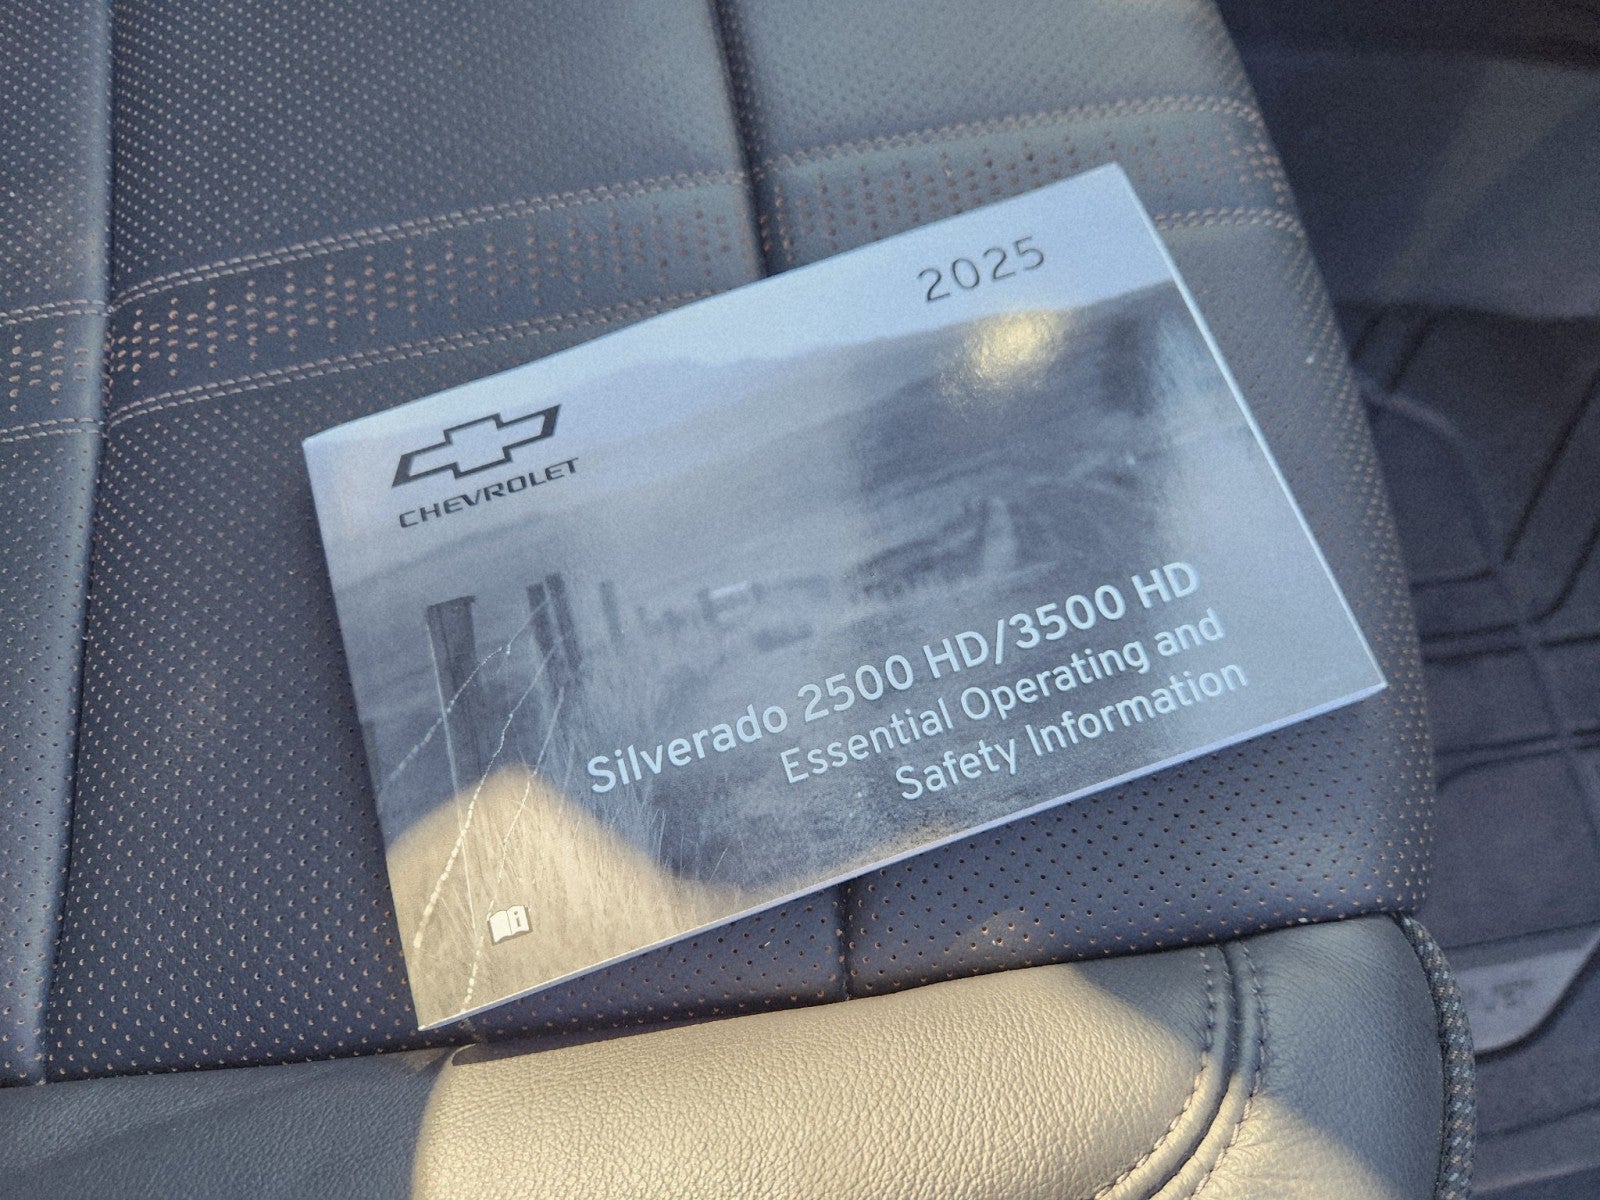 2025
CHEVROLET
Silverado 2500 HD/3500 HD
Essential Operating and
Safety Information